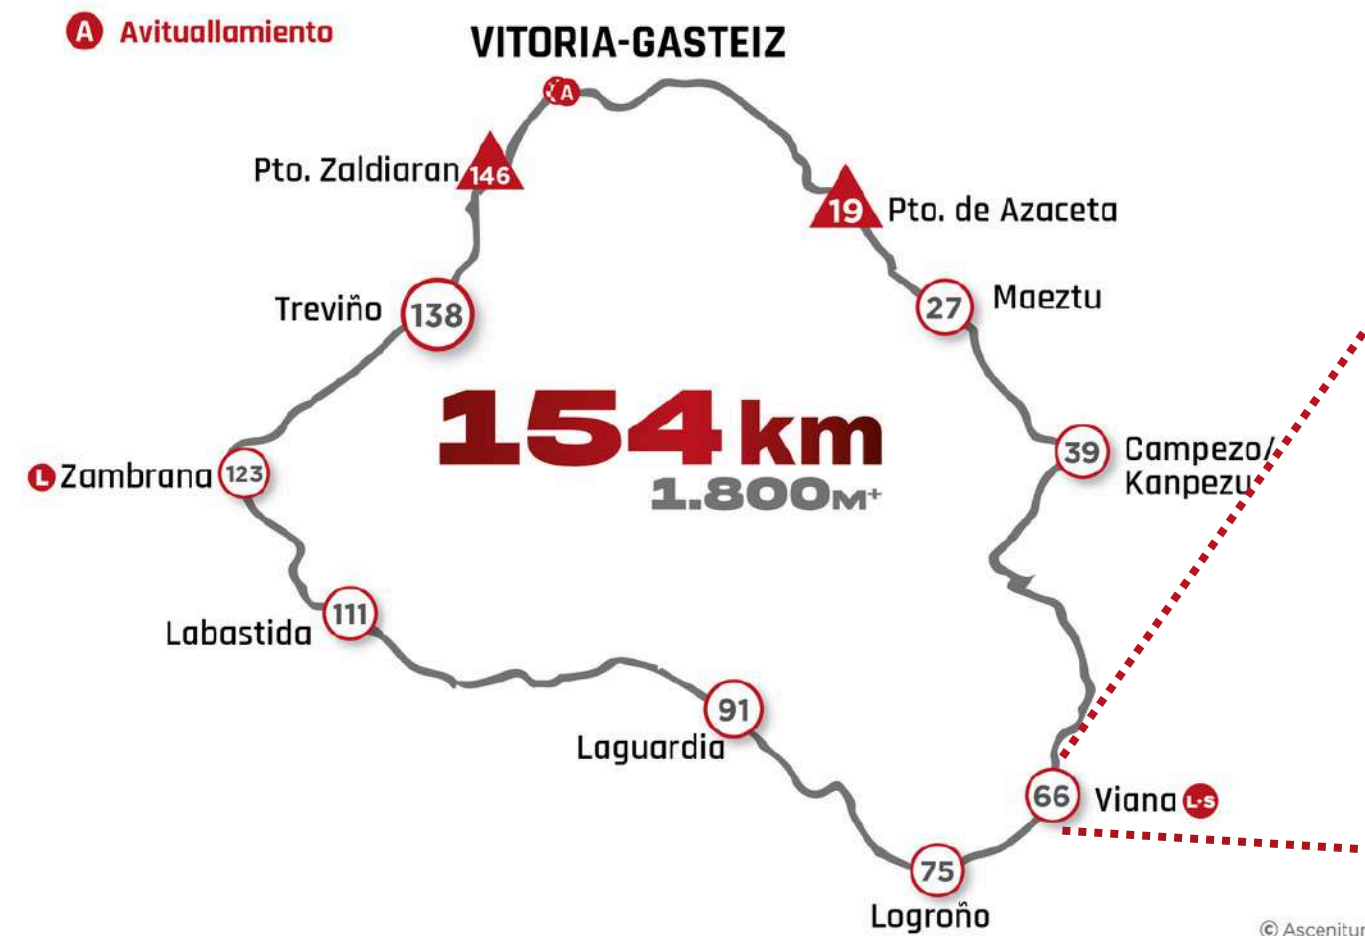 A Avituallamiento
VITORIA-GASTEIZ
A
Pto. Zaldiaran 146
19 Pto. de Azaceta
Treviño 138
27 Maeztu
154 km
1.800M+
39 Campezo/
Kanpezu
L Zambrana 123
111
Labastida
91
Laguardia
66 Viana L·S
75
Logroño
© Ascenitur